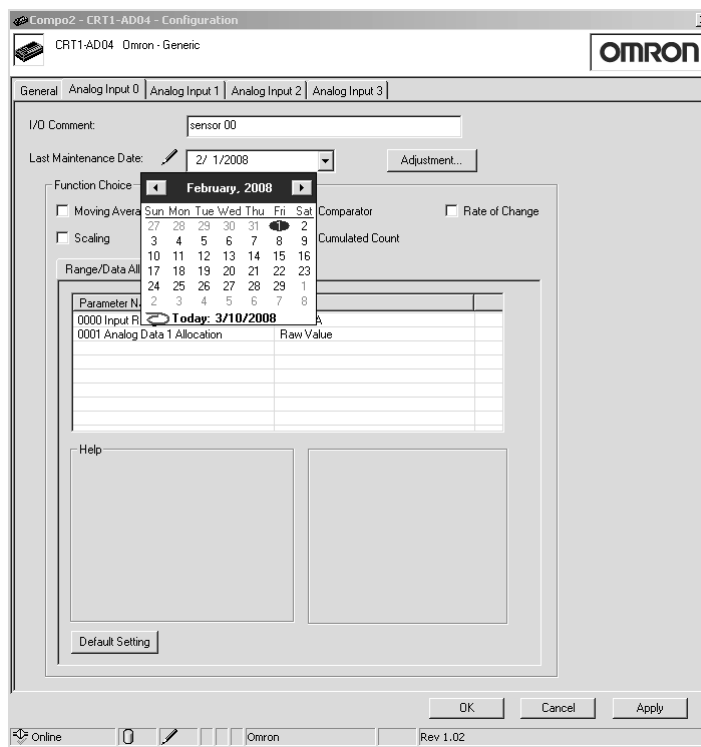 Compo2 - CRT1-AD04 - Configuration
CRT1-AD04 Omron - Generic
OMRON
General Analog Input 0 Analog Input 1 Analog Input 2 Analog Input 3
I/O Comment: sensor 00
Last Maintenance Date: 2/ 1/2008 Adjustment...
Function Choice
February, 2008
Moving Avera Comparator Rate of Change
Sun Mon Tue Wed Thu Fri Sat
27 28 29 30 31 1 2
Scaling Cumulated Count
3 4 5 6 7 8 9
10 11 12 13 14 15 16
Range/Data All
17 18 19 20 21 22 23
24 25 26 27 28 29 1
2 3 4 5 6 7 8
Parameter N
Today: 3/10/2008
0000 Input R
0001 Analog Data 1 Allocation Raw Value
Help
Default Setting
OK Cancel Apply
Online Omron Rev 1.02